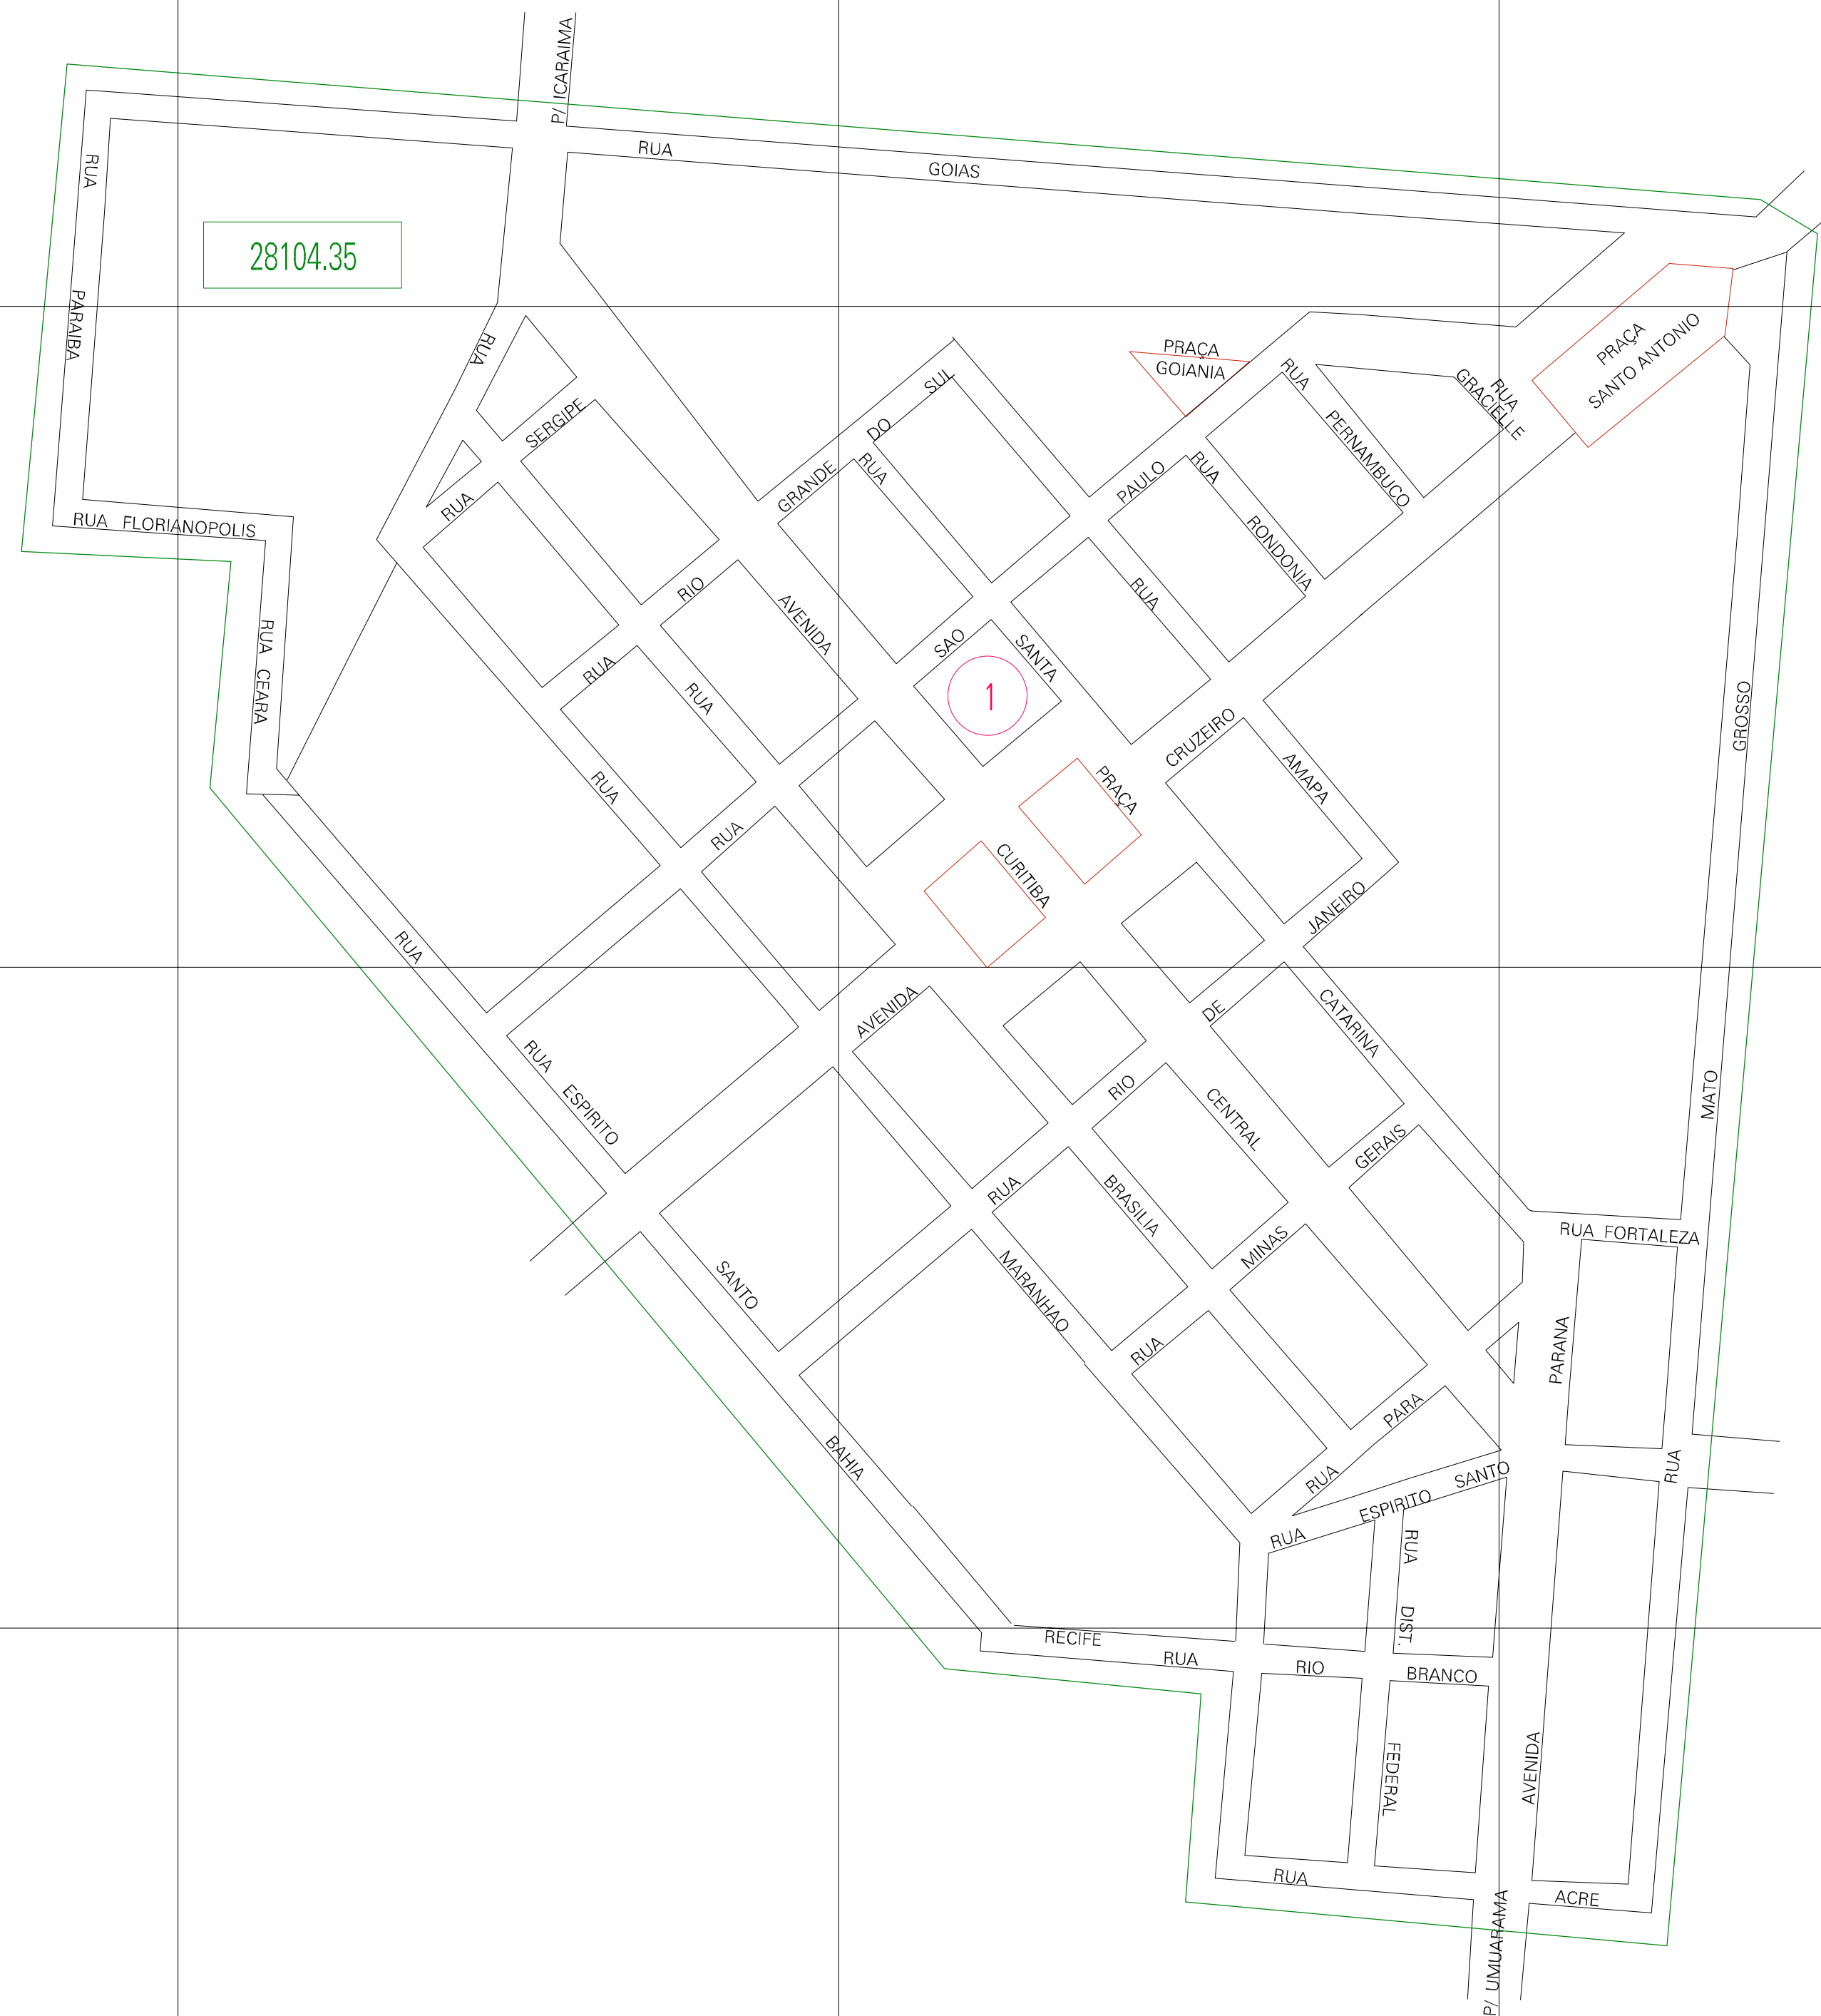 P/ ICARAIMA
RUA
GOIAS
RUA
PARAIBA
28104.35
RUA
PRAÇA
GOIANIA
PRAÇA
SANTO ANTONIO
RUA
GRACIELLE
RUA
PERNAMBUCO
SUL
DO
GRANDE
RUA
SERGIPE
RUA
PAULO
RUA
RONDONIA
RUA FLORIANOPOLIS
RIO
AVENIDA
RUA
SAO
SANTA
RUA CEARA
RUA
RUA
1
GROSSO
CRUZEIRO
AMAPA
PRAÇA
RUA
RUA
CURITIBA
JANEIRO
RUA
AVENIDA
DE
CATARINA
RUA
ESPIRITO
RIO
CENTRAL
MATO
GERAIS
RUA
BRASILIA
MINAS
RUA FORTALEZA
SANTO
MARANHAO
RUA
PARANA
PARA
BAHIA
RUA
RUA
ESPIRITO
SANTO
RUA
RUA
DIST.
RECIFE
RUA
RIO
BRANCO
FEDERAL
AVENIDA
RUA
ACRE
P/ UMUARAMA